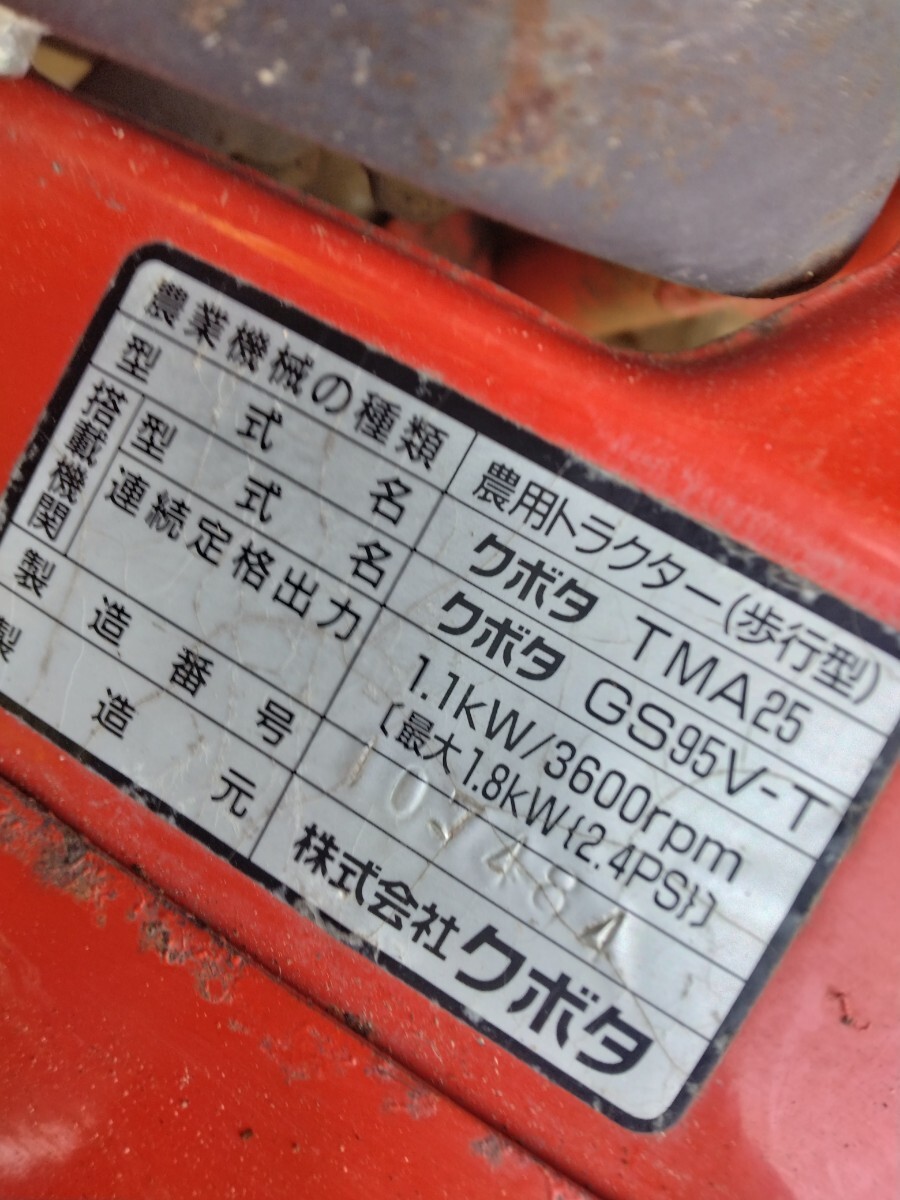 農業機械の種類 農用トラクター(歩行型)
型式名 クボタ TMA25
搭載機関 型式名 クボタ GS95V-T
連続定格出力 1.1kW/3600rpm
〔最大1.8kW{2.4PS}〕
製造番号
製造元 株式会社クボタ